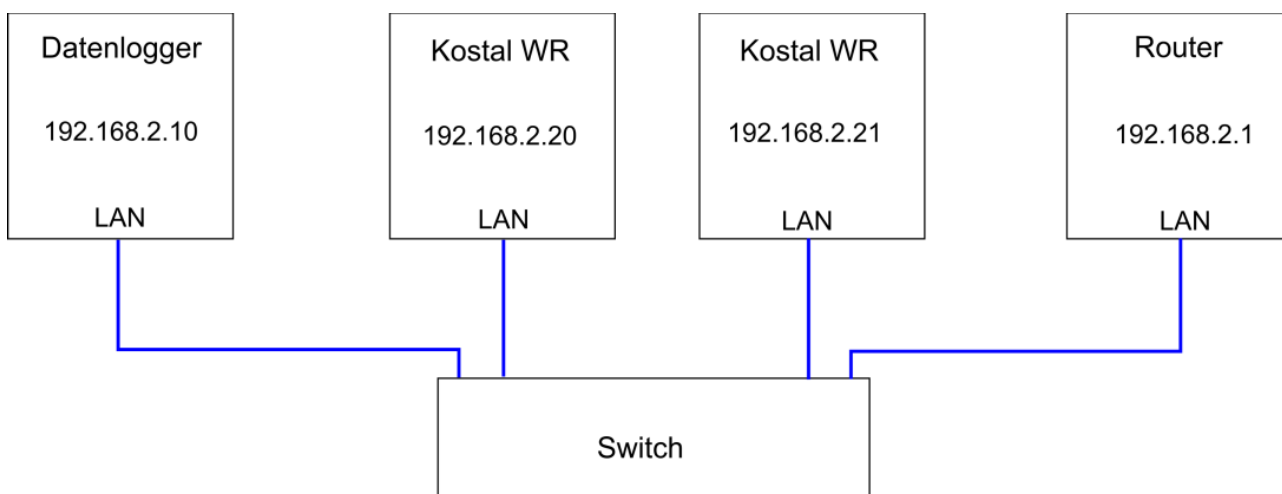 Datenlogger
192.168.2.10
LAN
Kostal WR
192.168.2.20
LAN
Kostal WR
192.168.2.21
LAN
Router
192.168.2.1
LAN
Switch